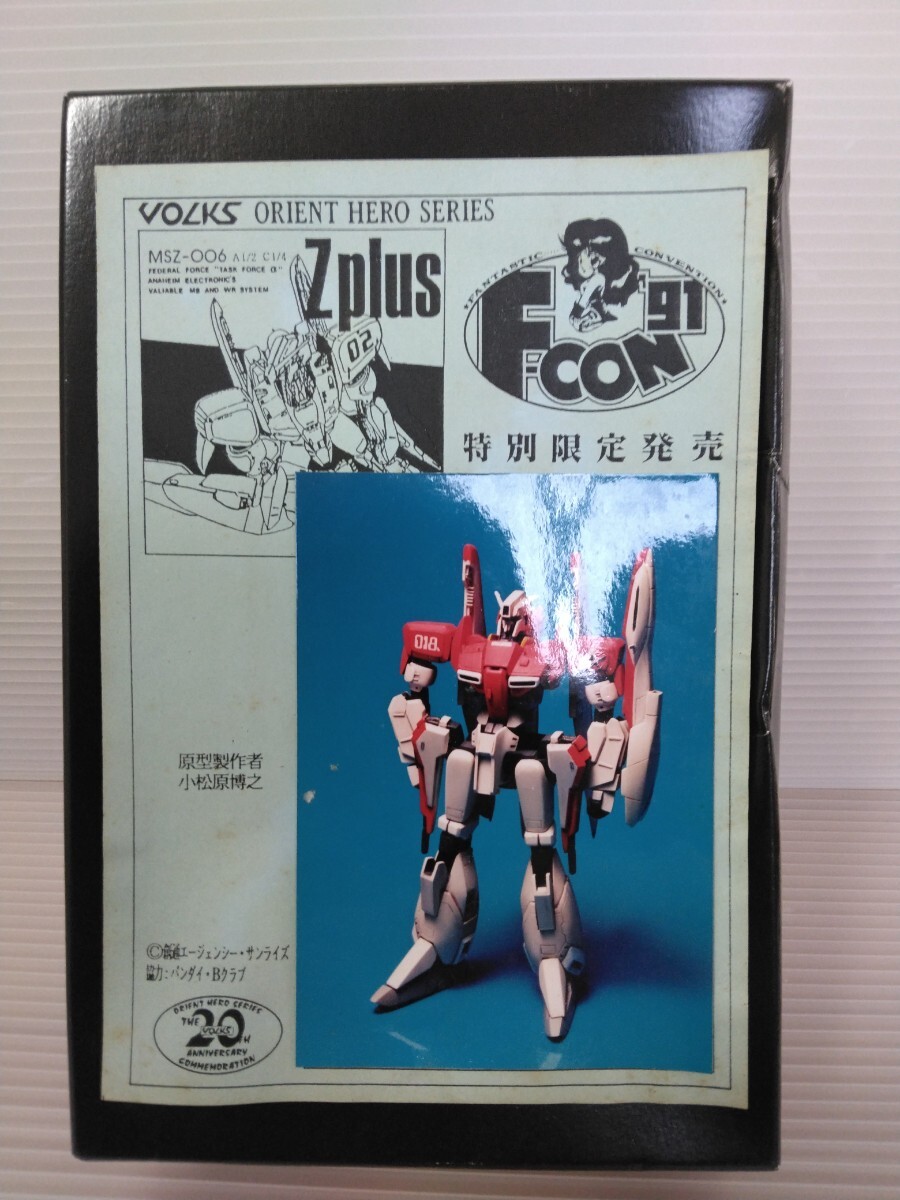 VOLKS ORIENT HERO SERIES
MSZ-006 A1/2 C1/4
FEDERAL FORCE "TASK FORCE α"
ANAHEIM ELECTRONIC'S
VALIABLE MS AND WR SYSTEM
Zplus
02
FANTASTIC CONVENTION
F-CON '91
特別限定発売
018
原型製作者
小松原博之
©創通エージェンシー・サンライズ
協力:バンダイ・Bクラブ
ORIENT HERO SERIES
THE VOLKS 20TH
ANNIVERSARY
COMMEMORATION